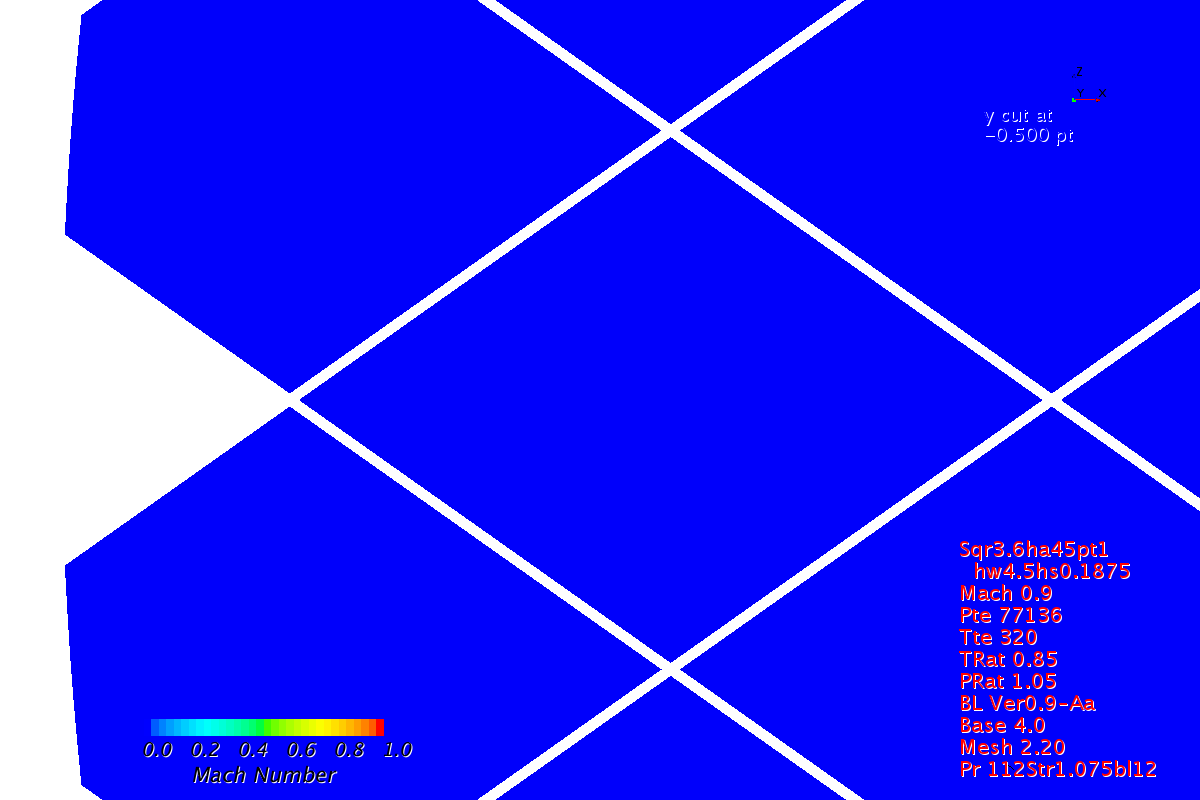 Z
Y X
y cut at
−0.500 pt
Sqr3.6ha45pt1
hw4.5hs0.1875
Mach 0.9
Pte 77136
Tte 320
TRat 0.85
PRat 1.05
BL Ver0.9−Aa
Base 4.0
Mesh 2.20
Pr 112Str1.075bl12
0.0 0.2 0.4 0.6 0.8 1.0
Mach Number